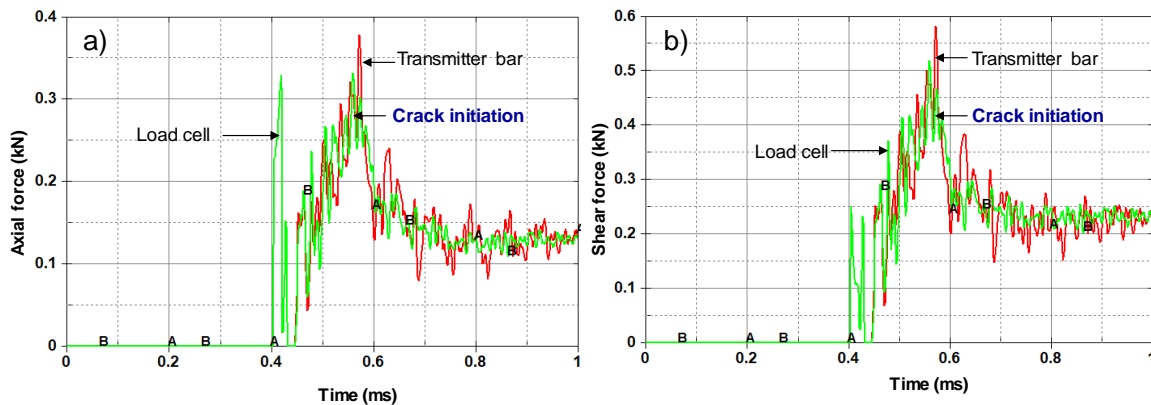 a)
0.4
0.3
0.2
0.1
0
Axial force (kN)
Transmitter bar
Crack initiation
Load cell
B
A
B
A
B
A
B
A
B
A
0 0.2 0.4 0.6 0.8 1
Time (ms)
b)
0.6
0.5
0.4
0.3
0.2
0.1
0
Shear force (kN)
Transmitter bar
Crack initiation
Load cell
B
A
B
A
B
A
B
A
B
0 0.2 0.4 0.6 0.8 1
Time (ms)